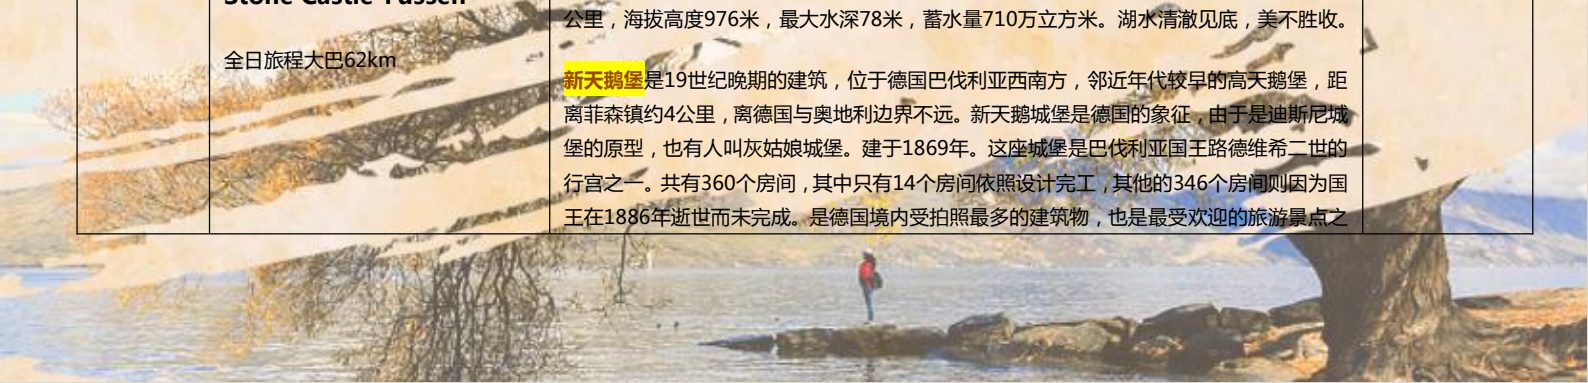 Stone Castle Fussen
全日旅程大巴62km
公里，海拔高度976米，最大水深78米，蓄水量710万立方米。湖水清澈见底，美不胜收。
新天鹅堡是19世纪晚期的建筑，位于德国巴伐利亚西南方，邻近年代较早的高天鹅堡，距
离菲森镇约4公里，离德国与奥地利边界不远。新天鹅城堡是德国的象征，由于是迪斯尼城
堡的原型，也有人叫灰姑娘城堡。建于1869年。这座城堡是巴伐利亚国王路德维希二世的
行宫之一。共有360个房间，其中只有14个房间依照设计完工，其他的346个房间则因为国
王在1886年逝世而未完成。是德国境内受拍照最多的建筑物，也是最受欢迎的旅游景点之